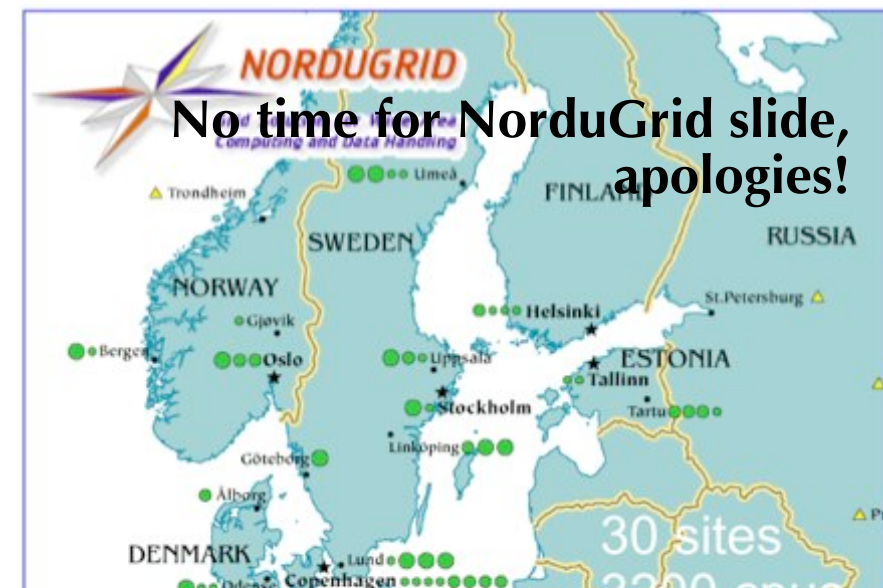 NORDUGRID
No time for NorduGrid slide,
Computing and Data Handling
apologies!
Umeå
Trondheim
FINLAND
SWEDEN
RUSSIA
NORWAY
St.Petersburg
Helsinki
Gjøvik
Bergen
Oslo
Uppsala
ESTONIA
Tallinn
Stockholm
Tartu
Linköping
Göteborg
Ålborg
30 sites
DENMARK
Lund
Copenhagen
Odense